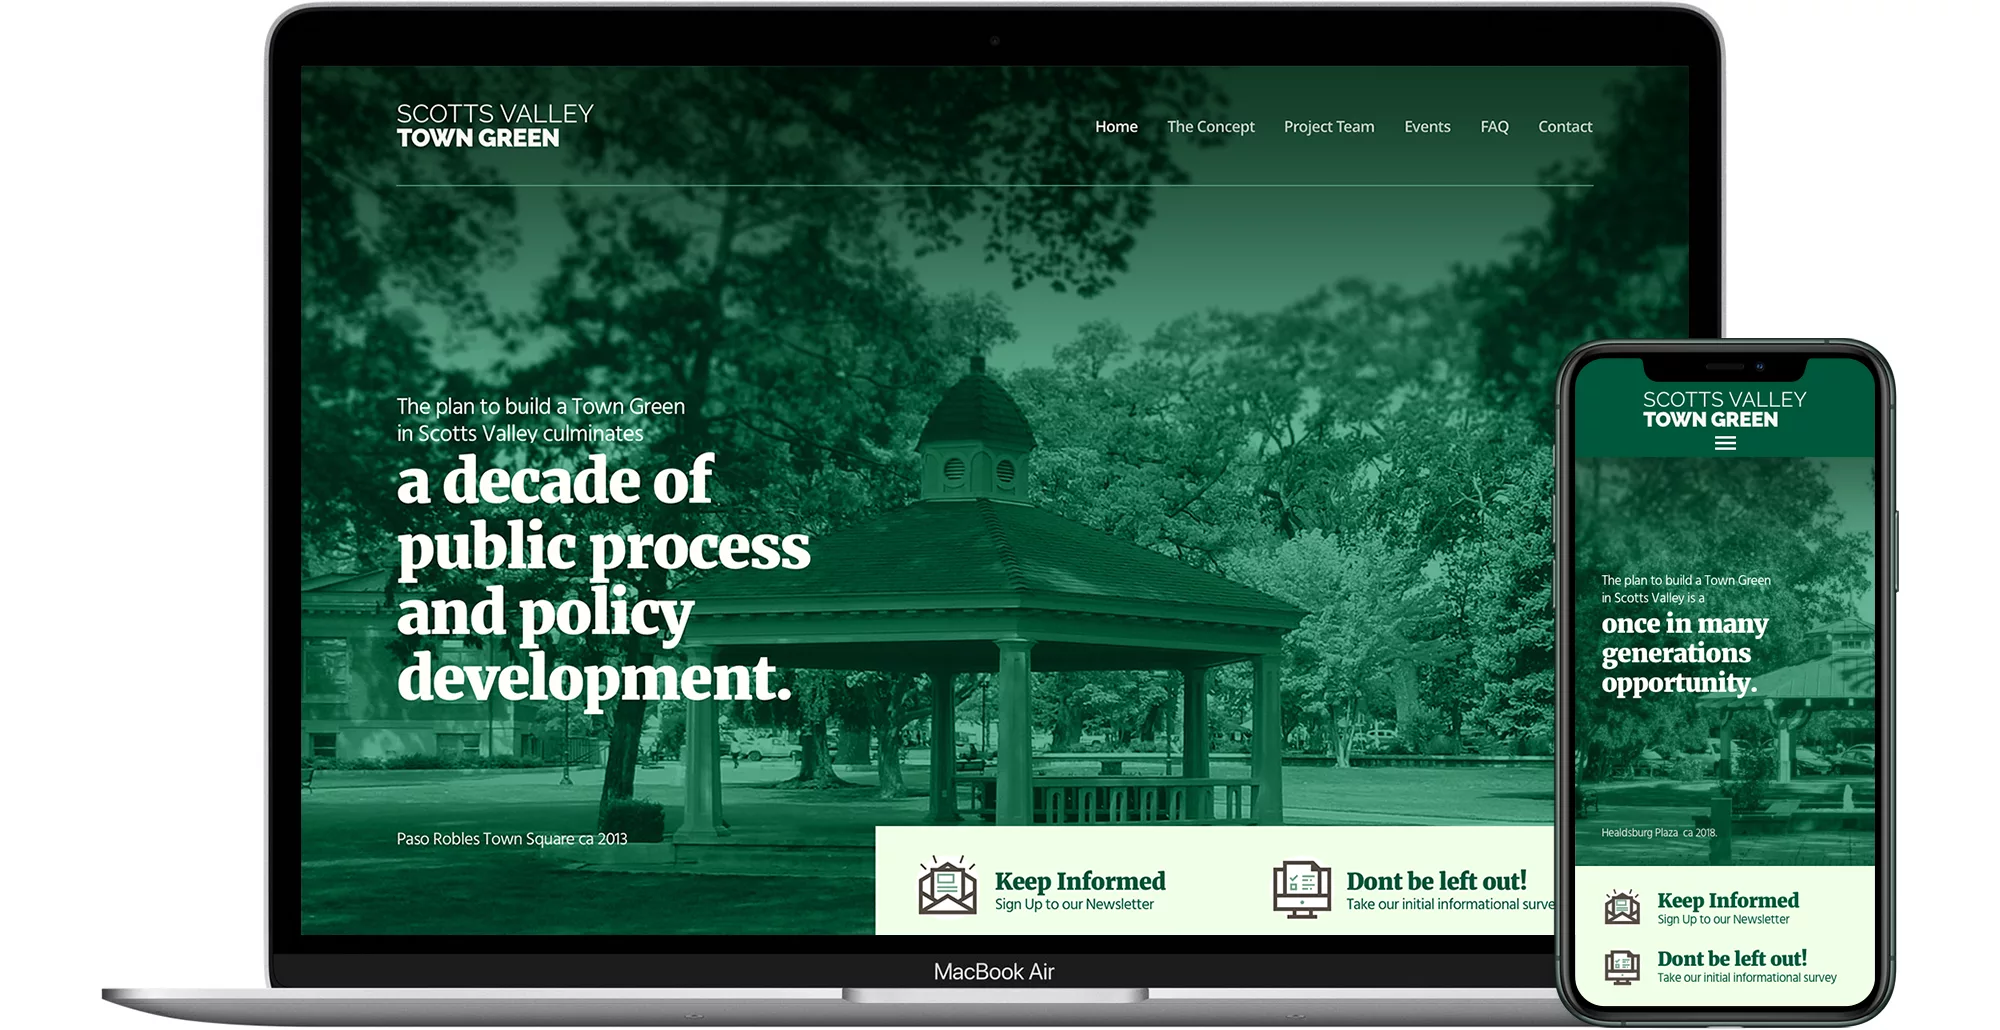 SCOTTS VALLEY
TOWN GREEN
Home The Concept Project Team Events FAQ Contact
The plan to build a Town Green
in Scotts Valley culminates
a decade of
public process
and policy
development.
Paso Robles Town Square ca 2013
Keep Informed
Sign Up to our Newsletter
Dont be left out!
Take our initial informational surve
MacBook Air
SCOTTS VALLEY
TOWN GREEN
The plan to build a Town Green
in Scotts Valley is a
once in many
generations
opportunity.
Healdsburg Plaza ca 2018.
Keep Informed
Sign Up to our Newsletter
Dont be left out!
Take our initial informational survey